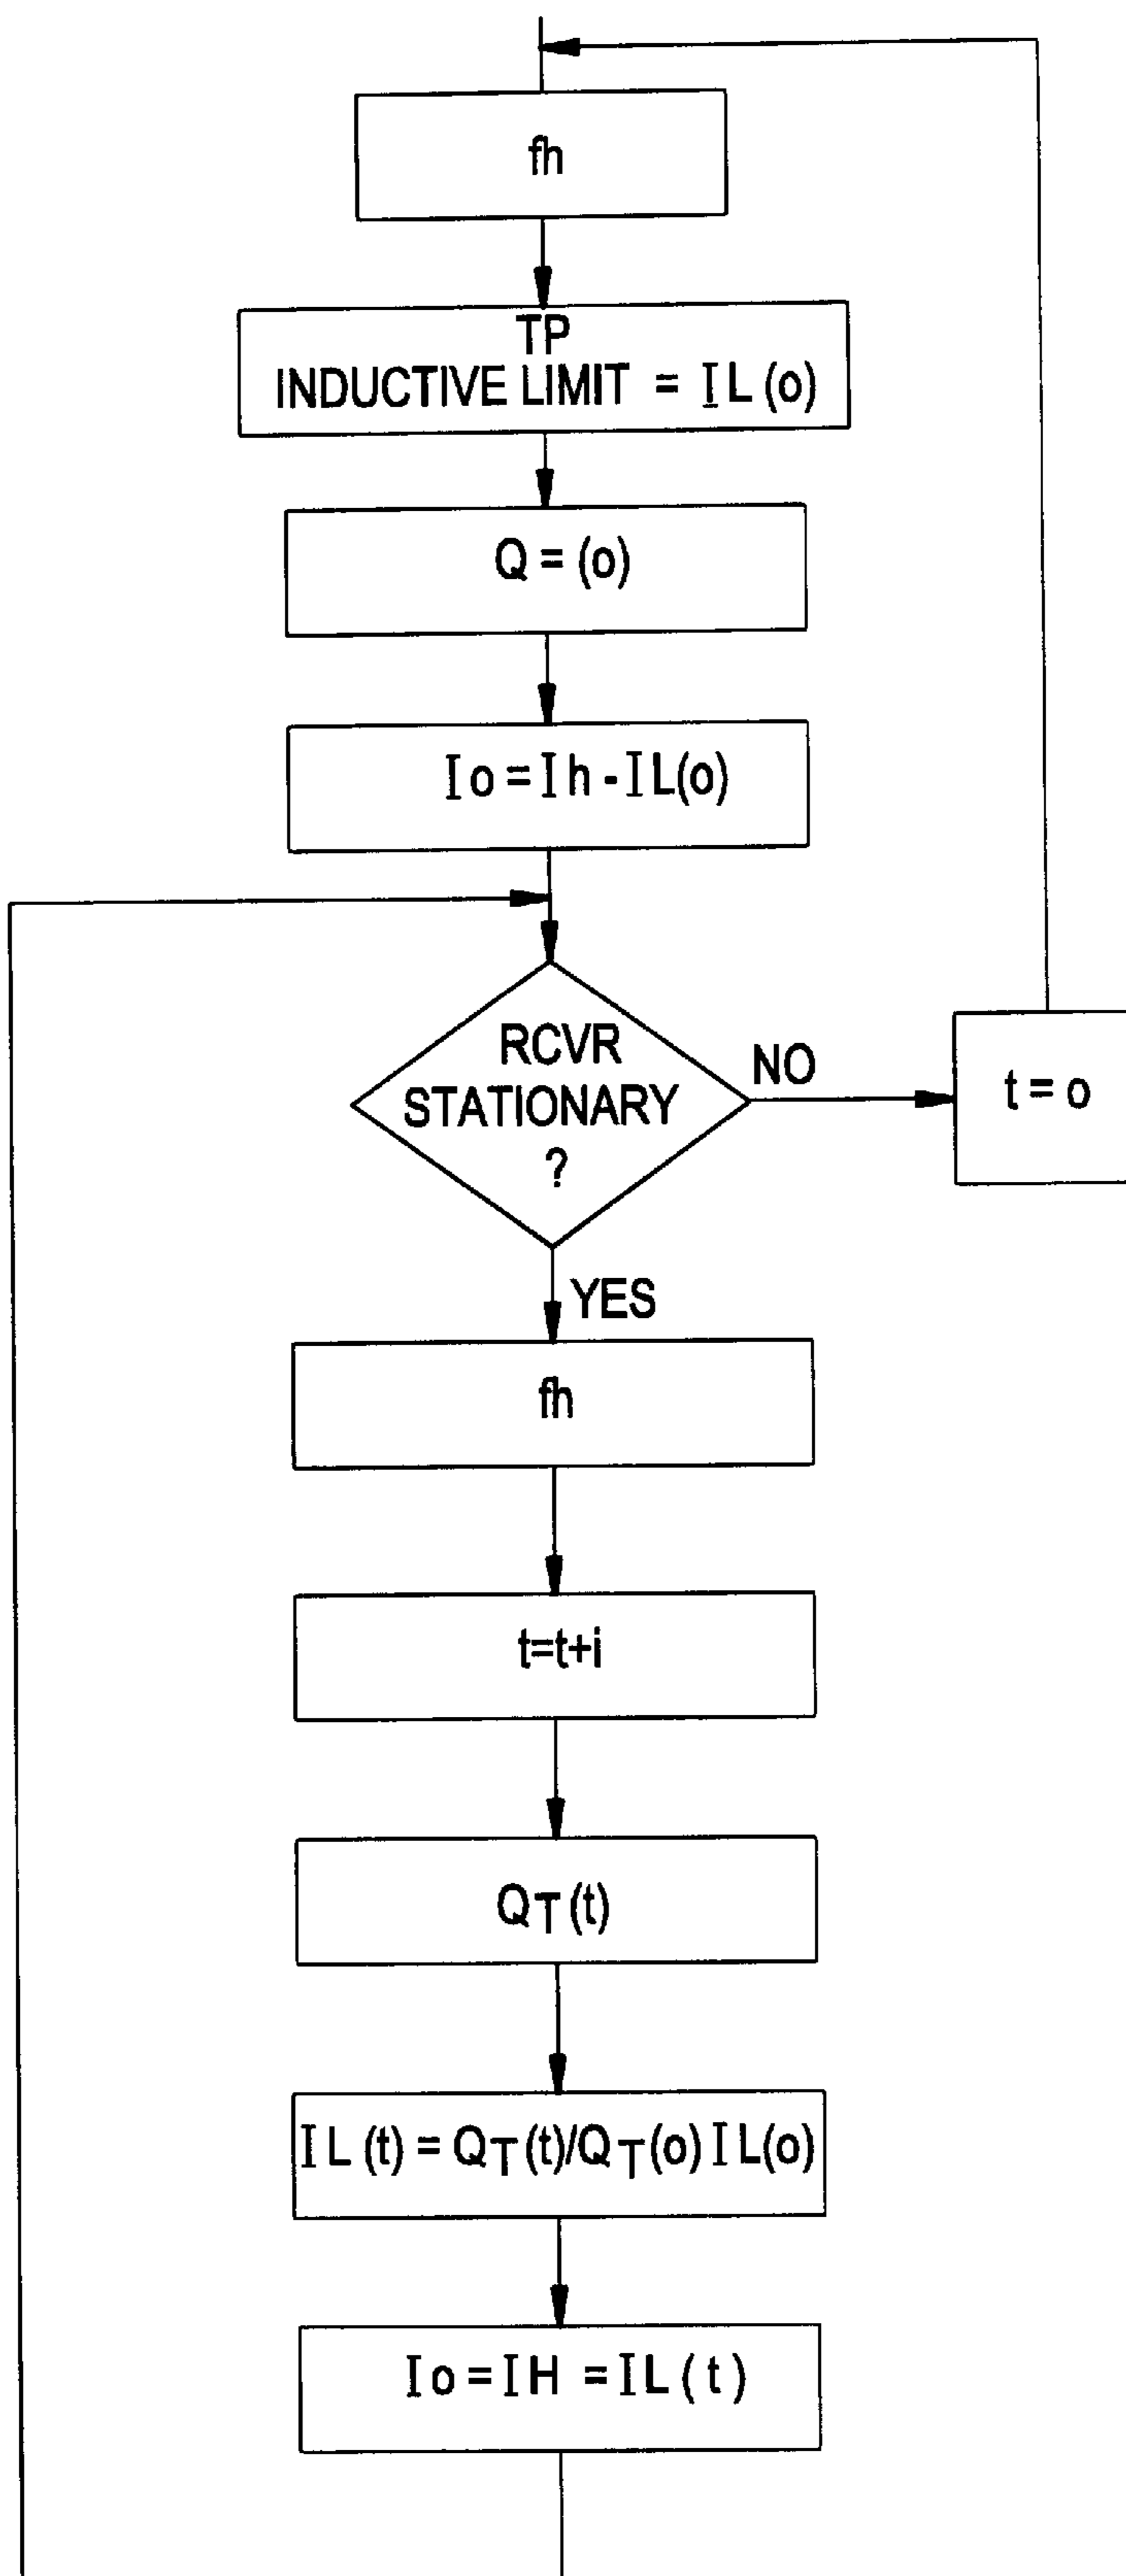 fh
TP
INDUCTIVE LIMIT = IL (o)
Q = (o)
Io = Ih - IL(o)
RCVR
STATIONARY
?
NO
t = o
YES
fh
t=t+i
QT(t)
IL (t) = QT(t)/QT(o) IL(o)
Io = IH = IL ( t )